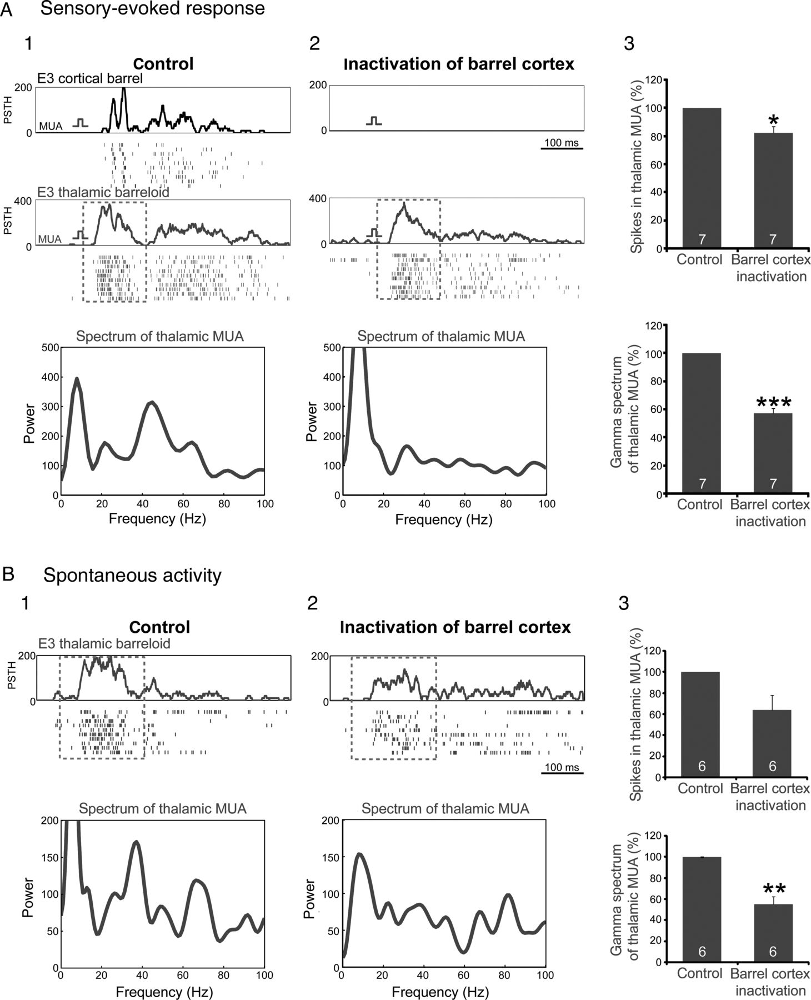 A Sensory-evoked response
1 2 3
Control
Inactivation of barrel cortex
E3 cortical barrel
200
PSTH
MUA
0
200
0
100 ms
E3 thalamic barreloid
400
PSTH
MUA
0
400
0
Spikes in thalamic MUA (%)
120
100
80
60
40
20
0
*
7 7
Control Barrel cortex
inactivation
Spectrum of thalamic MUA
500
400
300
200
100
0
Power
0 20 40 60 80 100
Frequency (Hz)
Spectrum of thalamic MUA
500
400
300
200
100
0
Power
0 20 40 60 80 100
Frequency (Hz)
Gamma spectrum
of thalamic MUA (%)
120
100
80
60
40
20
0
***
7 7
Control Barrel cortex
inactivation
B Spontaneous activity
1 2 3
Control
Inactivation of barrel cortex
E3 thalamic barreloid
200
PSTH
0
200
0
100 ms
Spikes in thalamic MUA (%)
120
100
80
60
40
20
0
6 6
Control Barrel cortex
inactivation
Spectrum of thalamic MUA
200
150
100
50
0
Power
0 20 40 60 80 100
Frequency (Hz)
Spectrum of thalamic MUA
200
150
100
50
0
Power
0 20 40 60 80 100
Frequency (Hz)
Gamma spectrum
of thalamic MUA (%)
120
100
80
60
40
20
0
**
6 6
Control Barrel cortex
inactivation